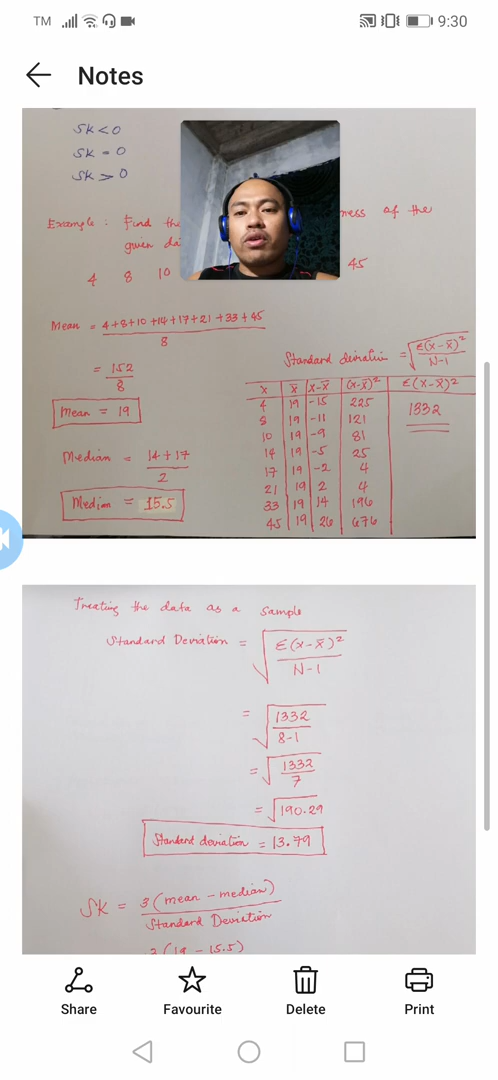 TM 9:30
Notes
SK < 0
SK = 0
SK > 0
Example : Find the ness of the
given da
4 8 10 45
Mean = 4+8+10+14+17+21+33+45
8
= 152
8
Mean = 19
Median = 14+17
2
Median = 15.5
Standard deviation = √Σ(x-x̄)²
N-1
x x̄ x-x̄ (x-x̄)² Σ(x-x̄)²
4 19 -15 225 1332
8 19 -11 121
10 19 -9 81
14 19 -5 25
17 19 -2 4
21 19 2 4
33 19 14 196
45 19 26 676
Treating the data as a sample
Standard Deviation = √Σ(x-x̄)²
N-1
= √1332
8-1
= √1332
7
= √190.29
Standard deviation = 13.79
SK = 3(mean-median)
Standard Deviation
3(19-15.5)
Share Favourite Delete Print